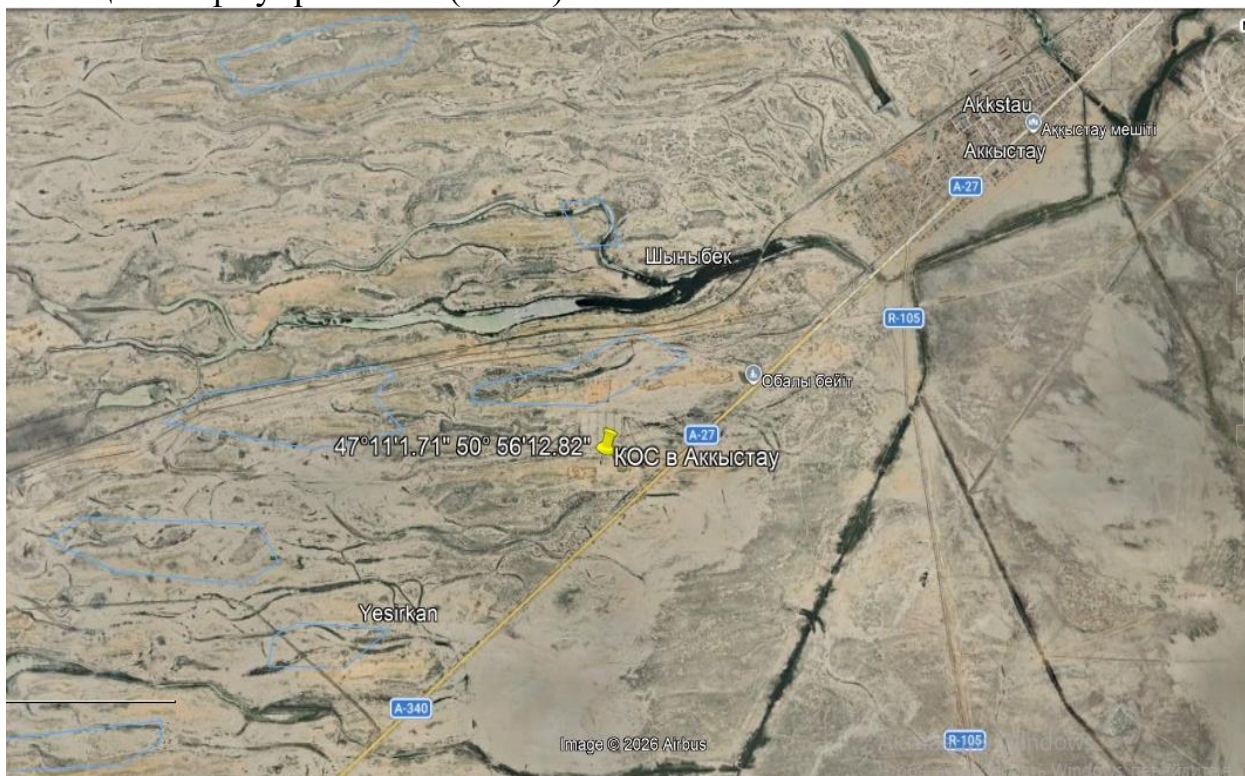 Akkstau
Аққыстау мешіті
Аккыстау
A-27
Шыныбек
R-105
Обалы бейіт
A-27
47°11'1.71" 50° 56'12.82"
КОС в Аккыстау
Yesirkan
A-340
Image © 2026 Airbus
R-105